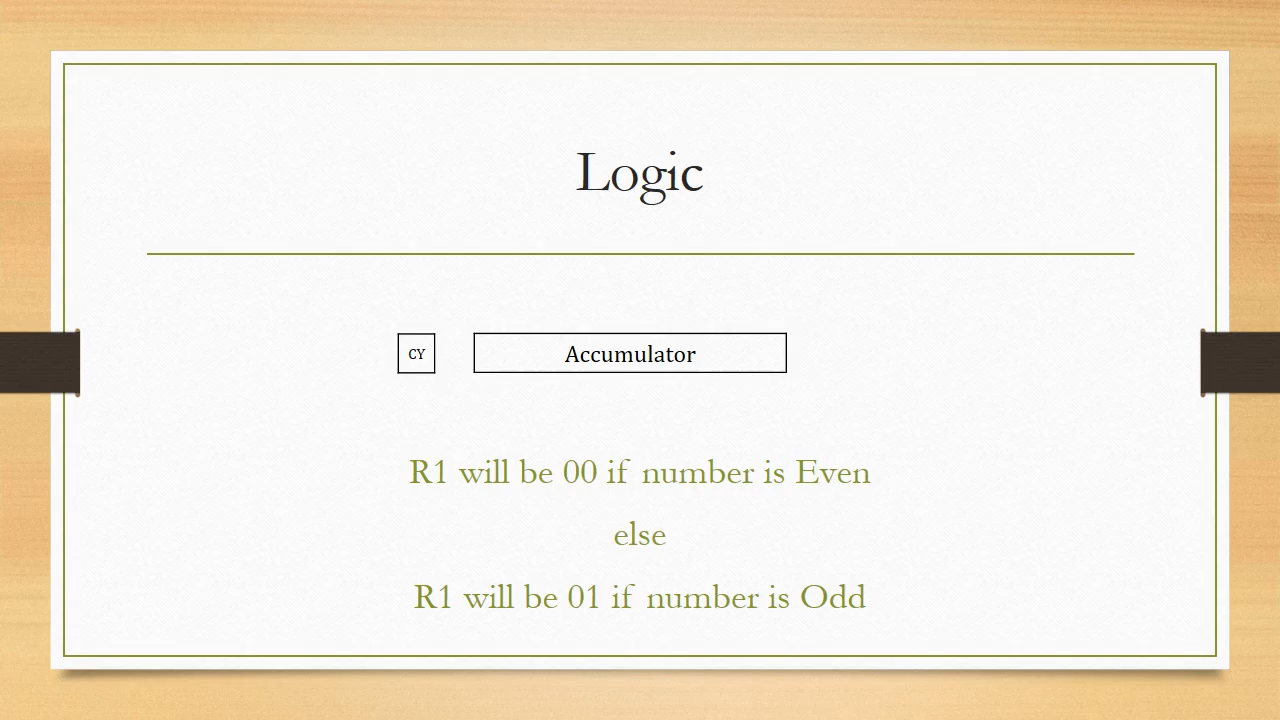 Logic
CY Accumulator
R1 will be 00 if number is Even
else
R1 will be 01 if number is Odd